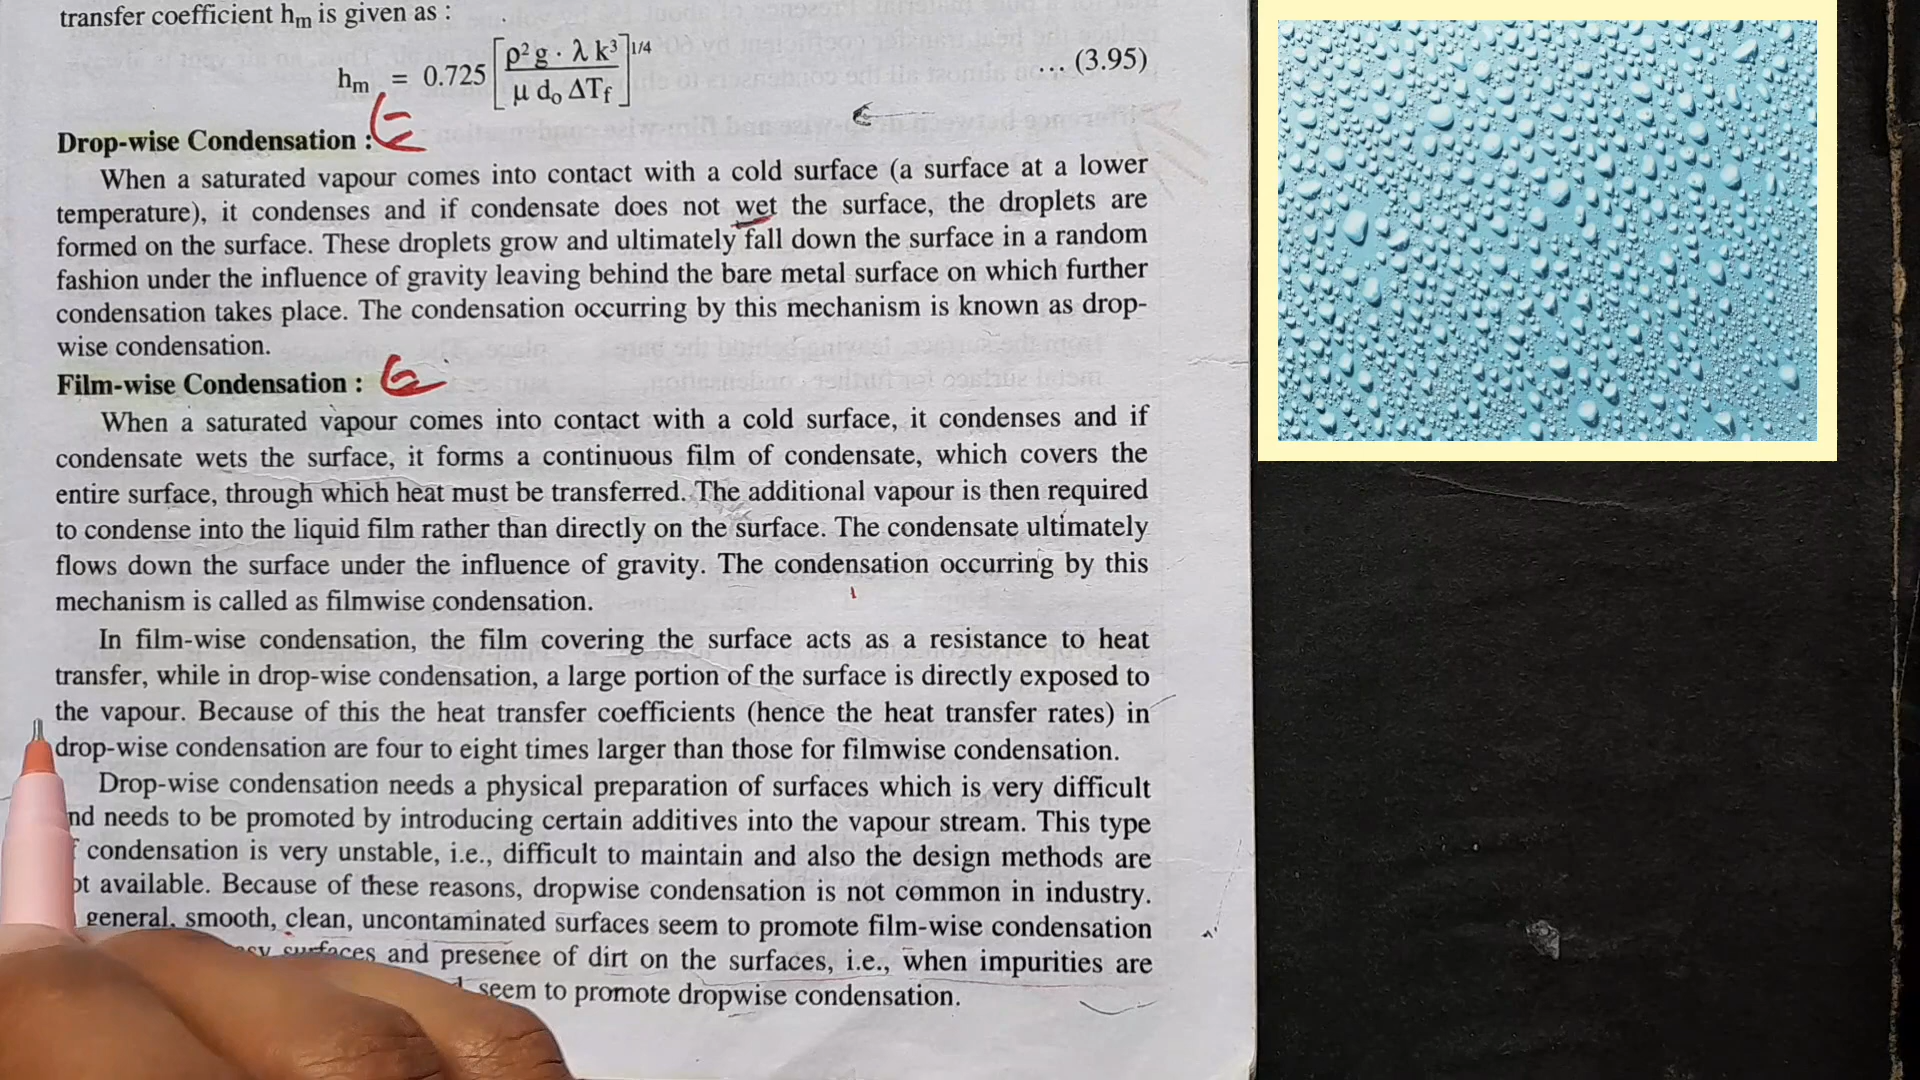 transfer coefficient hm is given as :
hm = 0.725 [ρ² g · λ k³ / μ do ΔTf]1/4 ... (3.95)
Drop-wise Condensation :
When a saturated vapour comes into contact with a cold surface (a surface at a lower
temperature), it condenses and if condensate does not wet the surface, the droplets are
formed on the surface. These droplets grow and ultimately fall down the surface in a random
fashion under the influence of gravity leaving behind the bare metal surface on which further
condensation takes place. The condensation occurring by this mechanism is known as drop-
wise condensation.
Film-wise Condensation :
When a saturated vapour comes into contact with a cold surface, it condenses and if
condensate wets the surface, it forms a continuous film of condensate, which covers the
entire surface, through which heat must be transferred. The additional vapour is then required
to condense into the liquid film rather than directly on the surface. The condensate ultimately
flows down the surface under the influence of gravity. The condensation occurring by this
mechanism is called as filmwise condensation.
In film-wise condensation, the film covering the surface acts as a resistance to heat
transfer, while in drop-wise condensation, a large portion of the surface is directly exposed to
the vapour. Because of this the heat transfer coefficients (hence the heat transfer rates) in
drop-wise condensation are four to eight times larger than those for filmwise condensation.
Drop-wise condensation needs a physical preparation of surfaces which is very difficult
needs to be promoted by introducing certain additives into the vapour stream. This type
condensation is very unstable, i.e., difficult to maintain and also the design methods are
available. Because of these reasons, dropwise condensation is not common in industry.
general, smooth, clean, uncontaminated surfaces seem to promote film-wise condensation
surfaces and presence of dirt on the surfaces, i.e., when impurities are
seem to promote dropwise condensation.